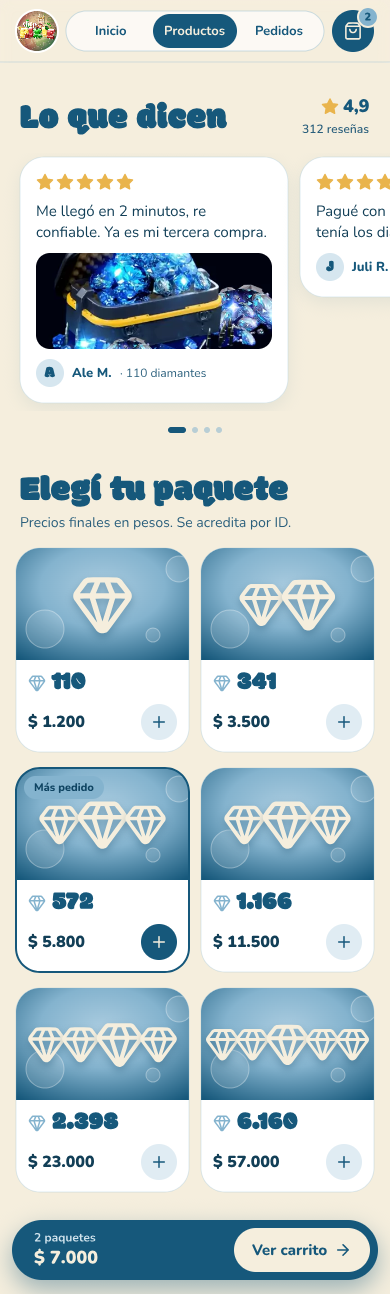 Inicio
Productos
Pedidos
2
Lo que dicen
4,9
312 reseñas
Me llegó en 2 minutos, re
confiable. Ya es mi tercera compra.
A
Ale M.
· 110 diamantes
Pagué con
tenía los di
J
Juli R.
Elegí tu paquete
Precios finales en pesos. Se acredita por ID.
110
$ 1.200
341
$ 3.500
Más pedido
572
$ 5.800
1.166
$ 11.500
2.398
$ 23.000
6.160
$ 57.000
2 paquetes
$ 7.000
Ver carrito